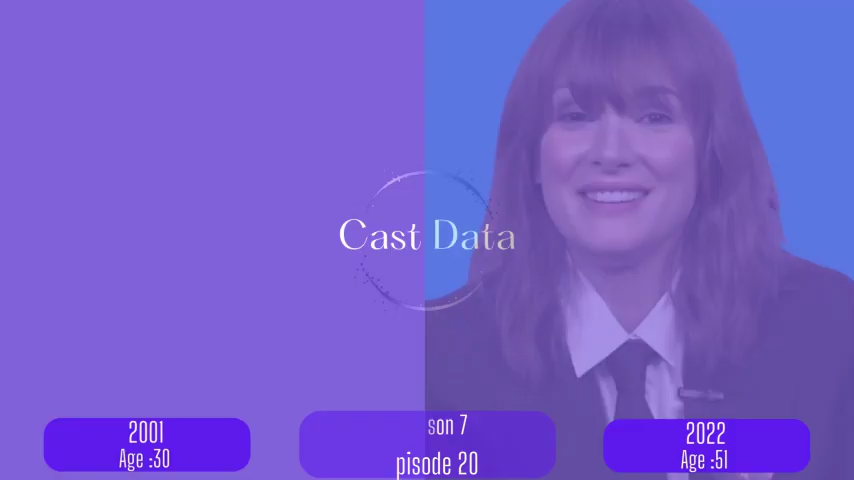 Cast Data
2001
Age :30
son 7
pisode 20
2022
Age :51